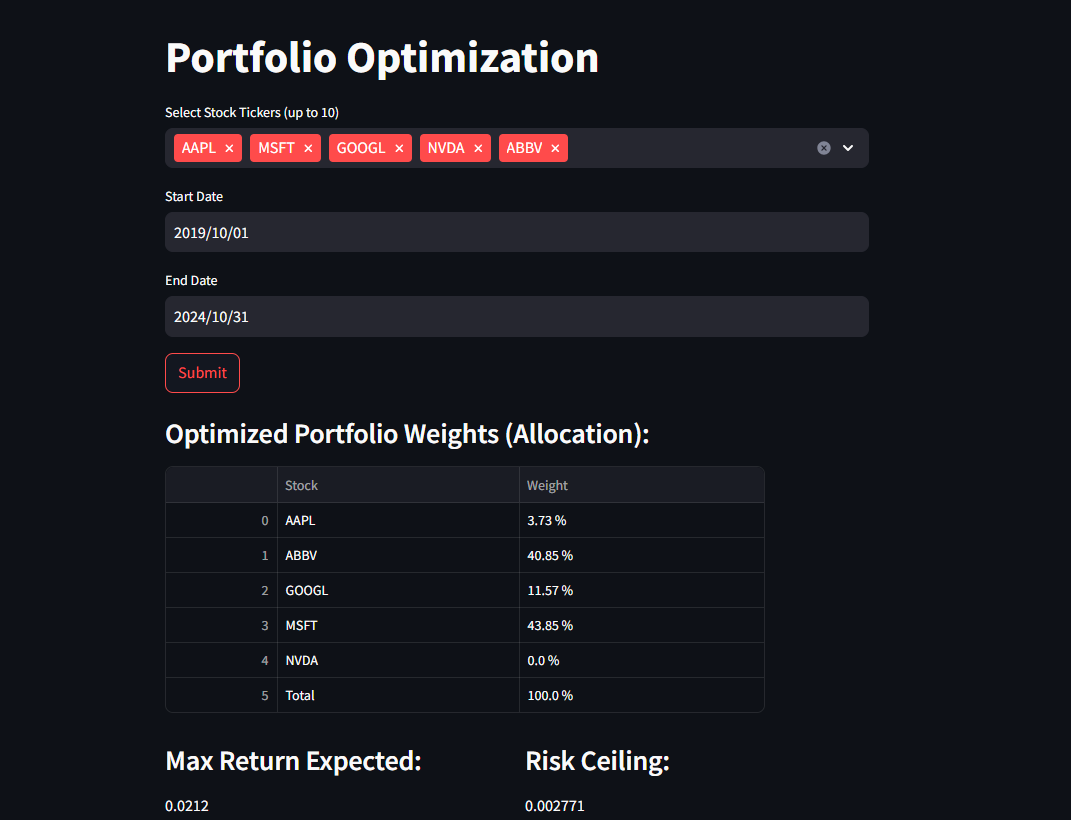 Portfolio Optimization
Select Stock Tickers (up to 10)
AAPL × MSFT × GOOGL × NVDA × ABBV ×
Start Date
2019/10/01
End Date
2024/10/31
Submit
Optimized Portfolio Weights (Allocation):
Stock Weight
0 AAPL 3.73 %
1 ABBV 40.85 %
2 GOOGL 11.57 %
3 MSFT 43.85 %
4 NVDA 0.0 %
5 Total 100.0 %
Max Return Expected: Risk Ceiling:
0.0212 0.002771